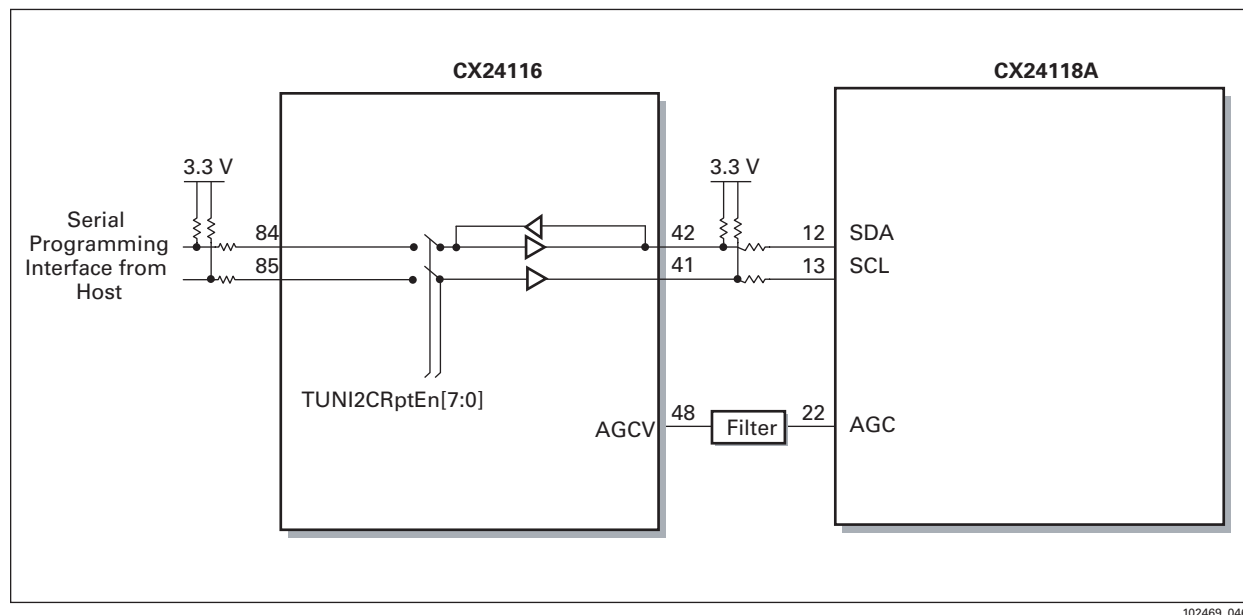 CX24116
CX24118A
3.3 V
3.3 V
Serial
Programming
Interface from
Host
84
85
42
41
12
13
SDA
SCL
TUNI2CRptEn[7:0]
AGCV
48
Filter
22
AGC